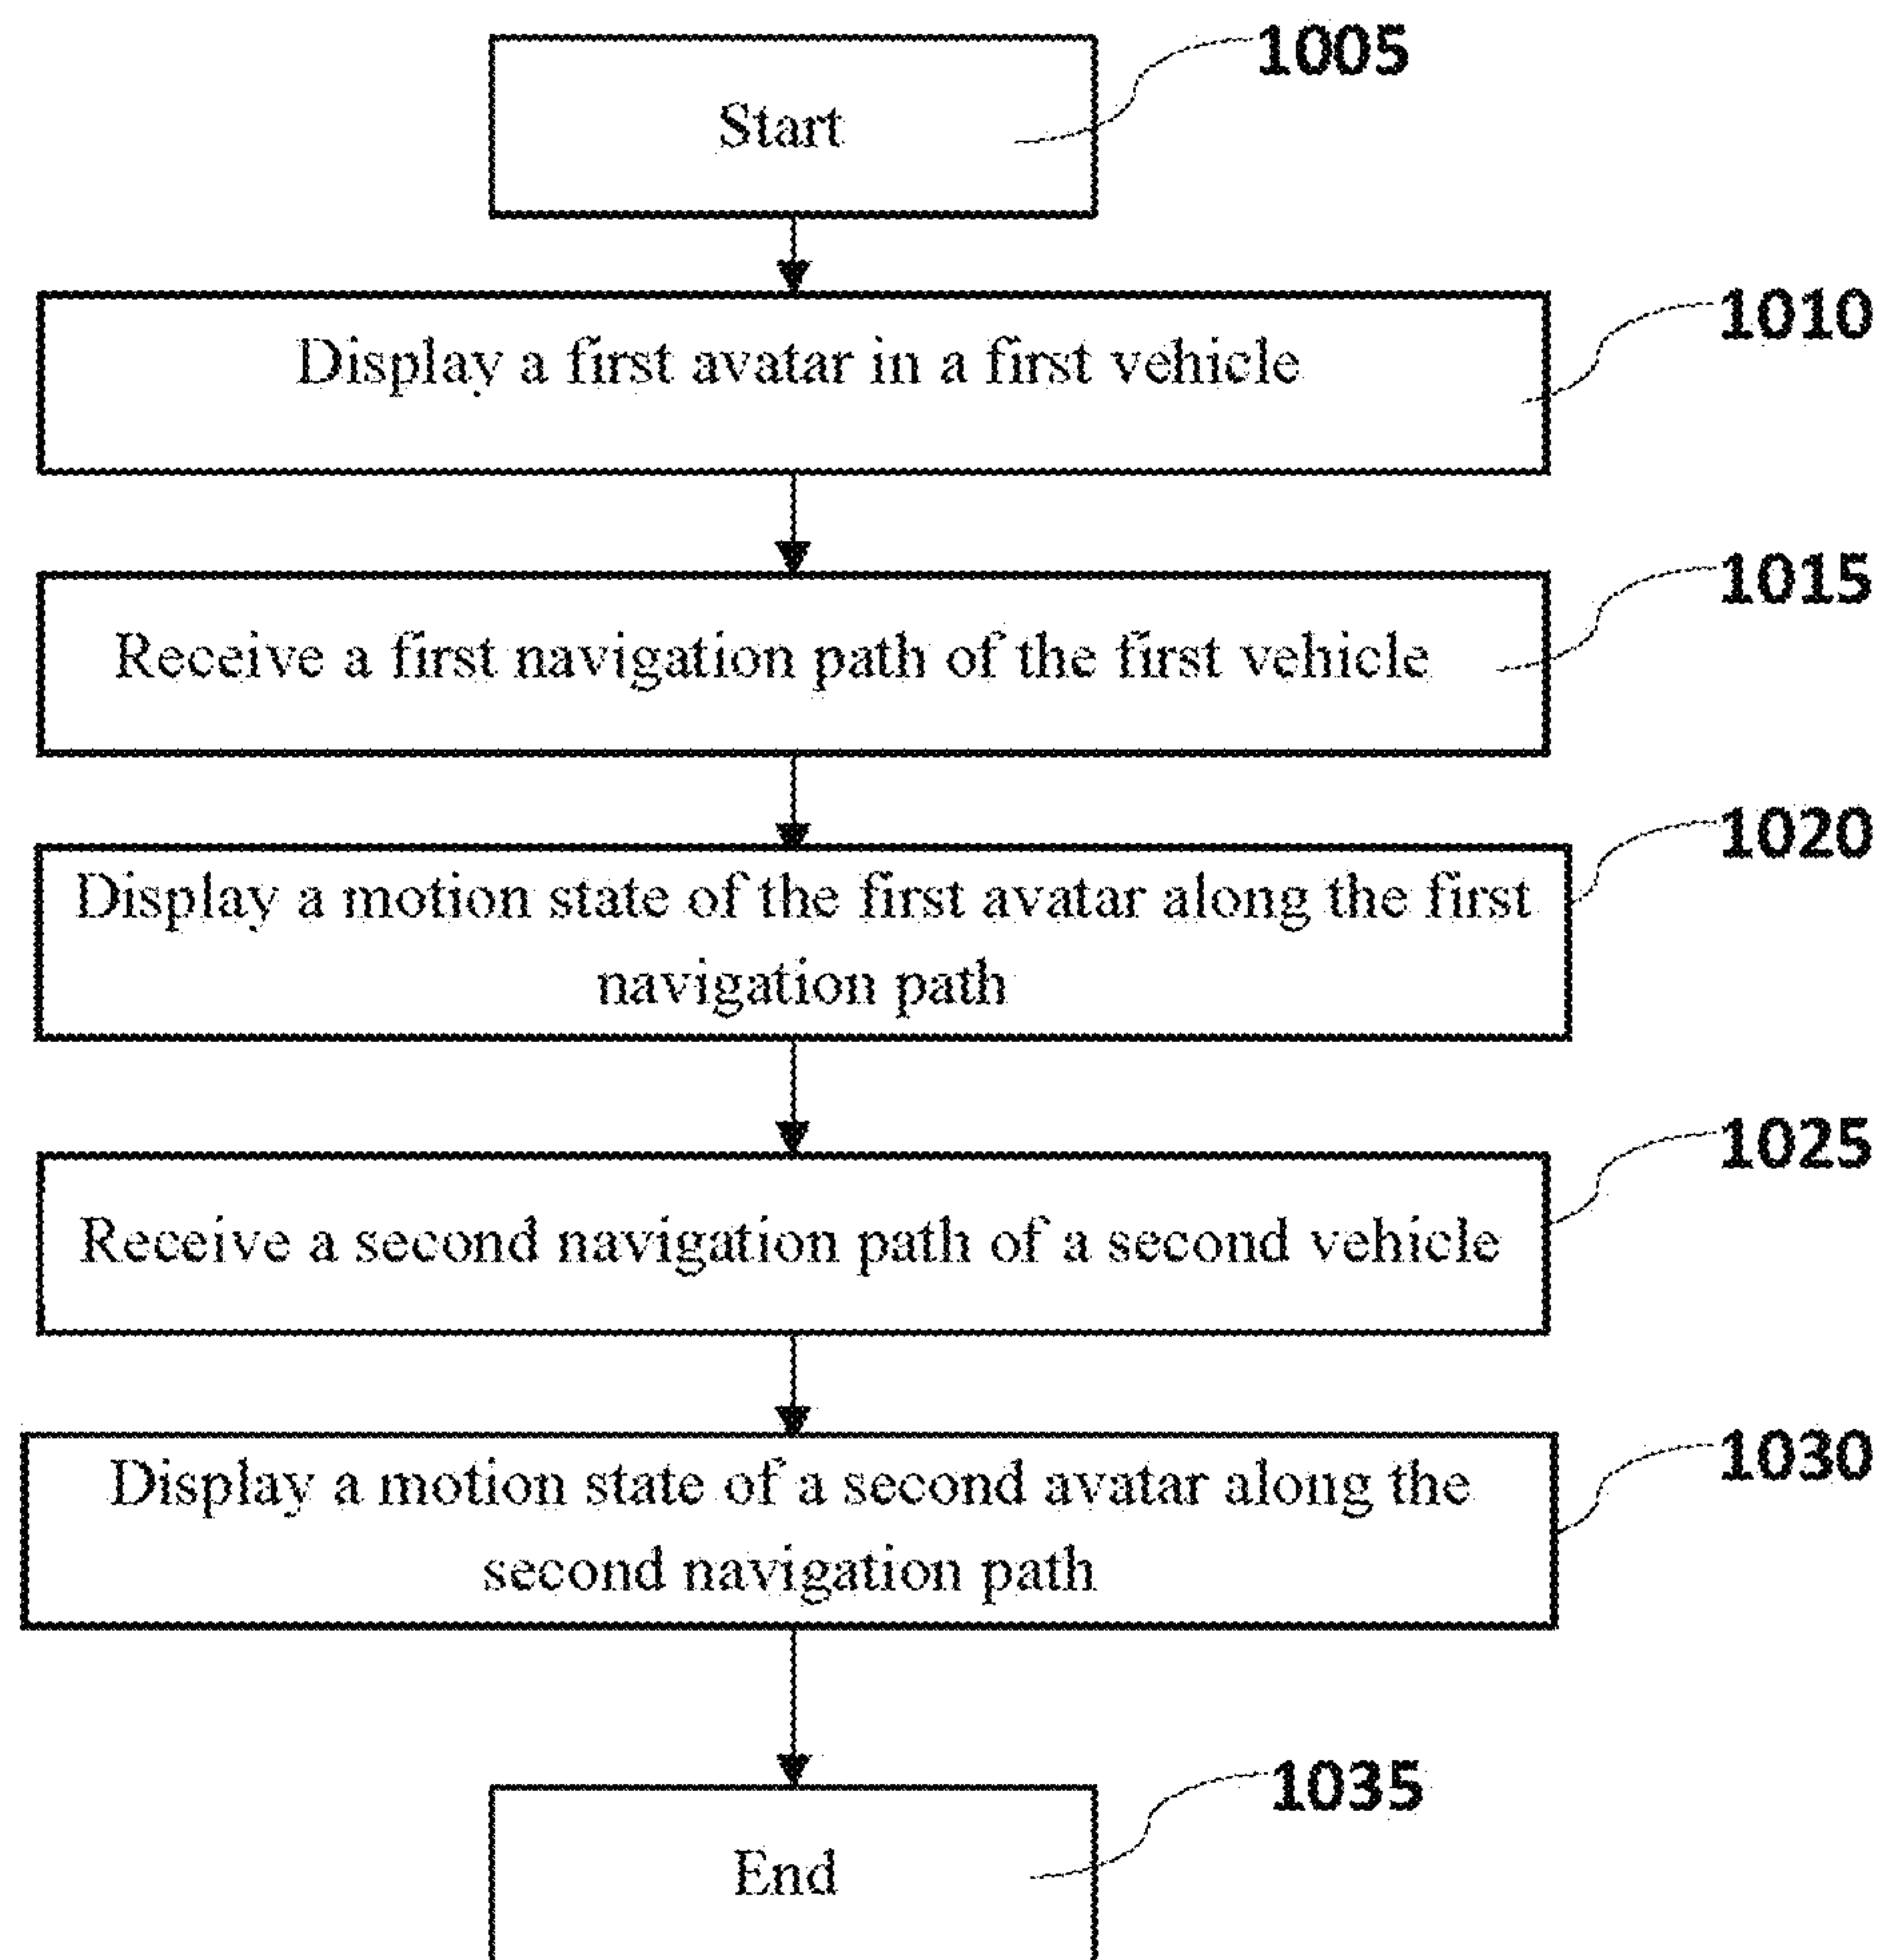 Start
1005
Display a first avatar in a first vehicle
1010
Receive a first navigation path of the first vehicle
1015
Display a motion state of the first avatar along the first
navigation path
1020
Receive a second navigation path of a second vehicle
1025
Display a motion state of a second avatar along the
second navigation path
1030
End
1035